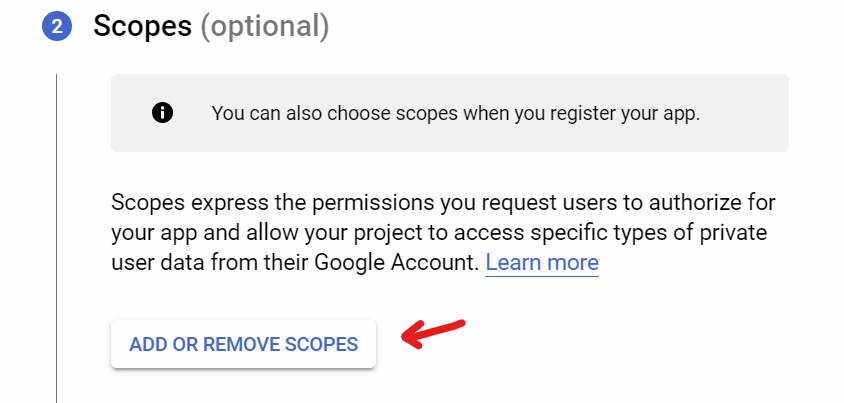 2 Scopes (optional)
You can also choose scopes when you register your app.
Scopes express the permissions you request users to authorize for
your app and allow your project to access specific types of private
user data from their Google Account. Learn more
ADD OR REMOVE SCOPES